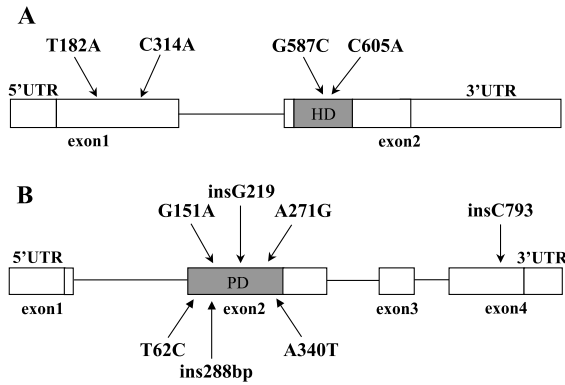 A
T182A C314A G587C C605A
5'UTR 3'UTR
HD
exon1 exon2
B
insG219
G151A A271G insC793
5'UTR 3'UTR
PD
exon1 exon2 exon3 exon4
T62C A340T
ins288bp